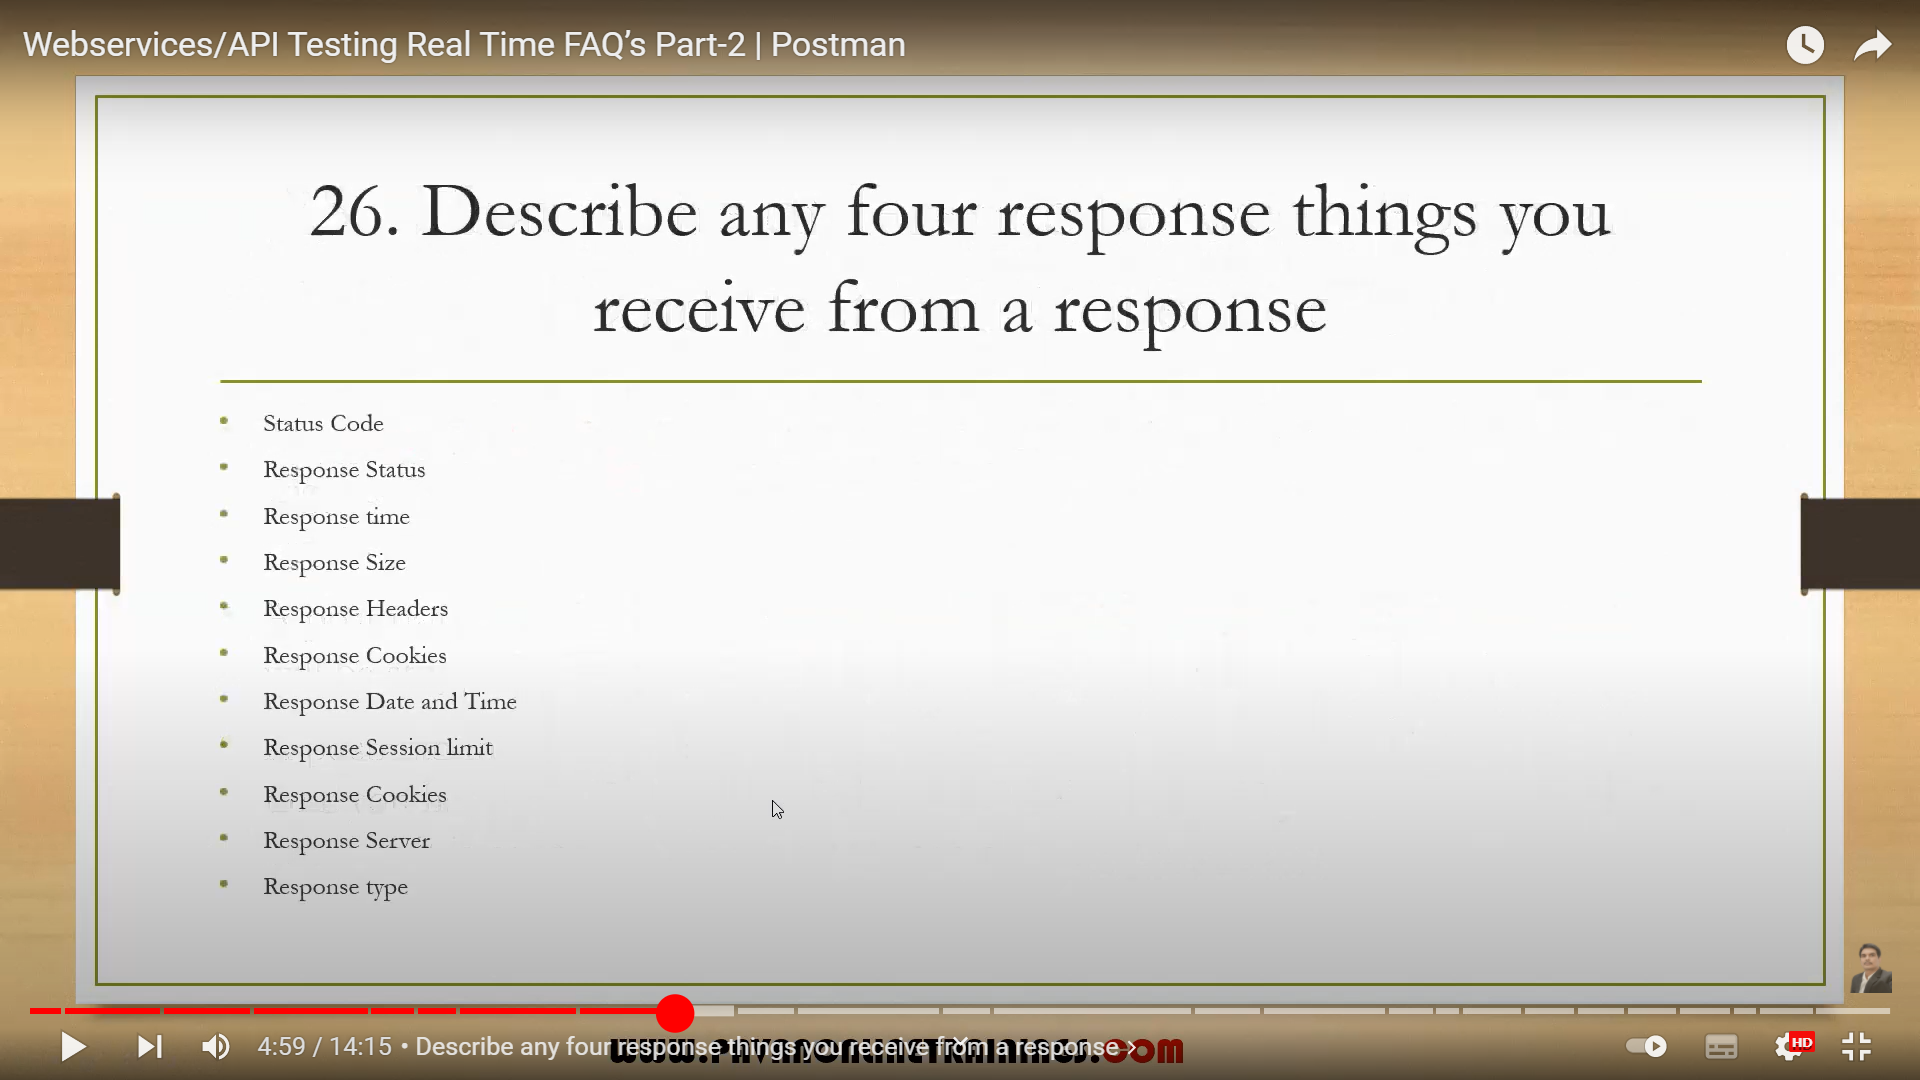 Webservices/API Testing Real Time FAQ’s Part-2 | Postman
26. Describe any four response things you
receive from a response
• Status Code
• Response Status
• Response time
• Response Size
• Response Headers
• Response Cookies
• Response Date and Time
• Response Session limit
• Response Cookies
• Response Server
• Response type
4:59 / 14:15 • Describe any four response things you receive from a response ›
HD